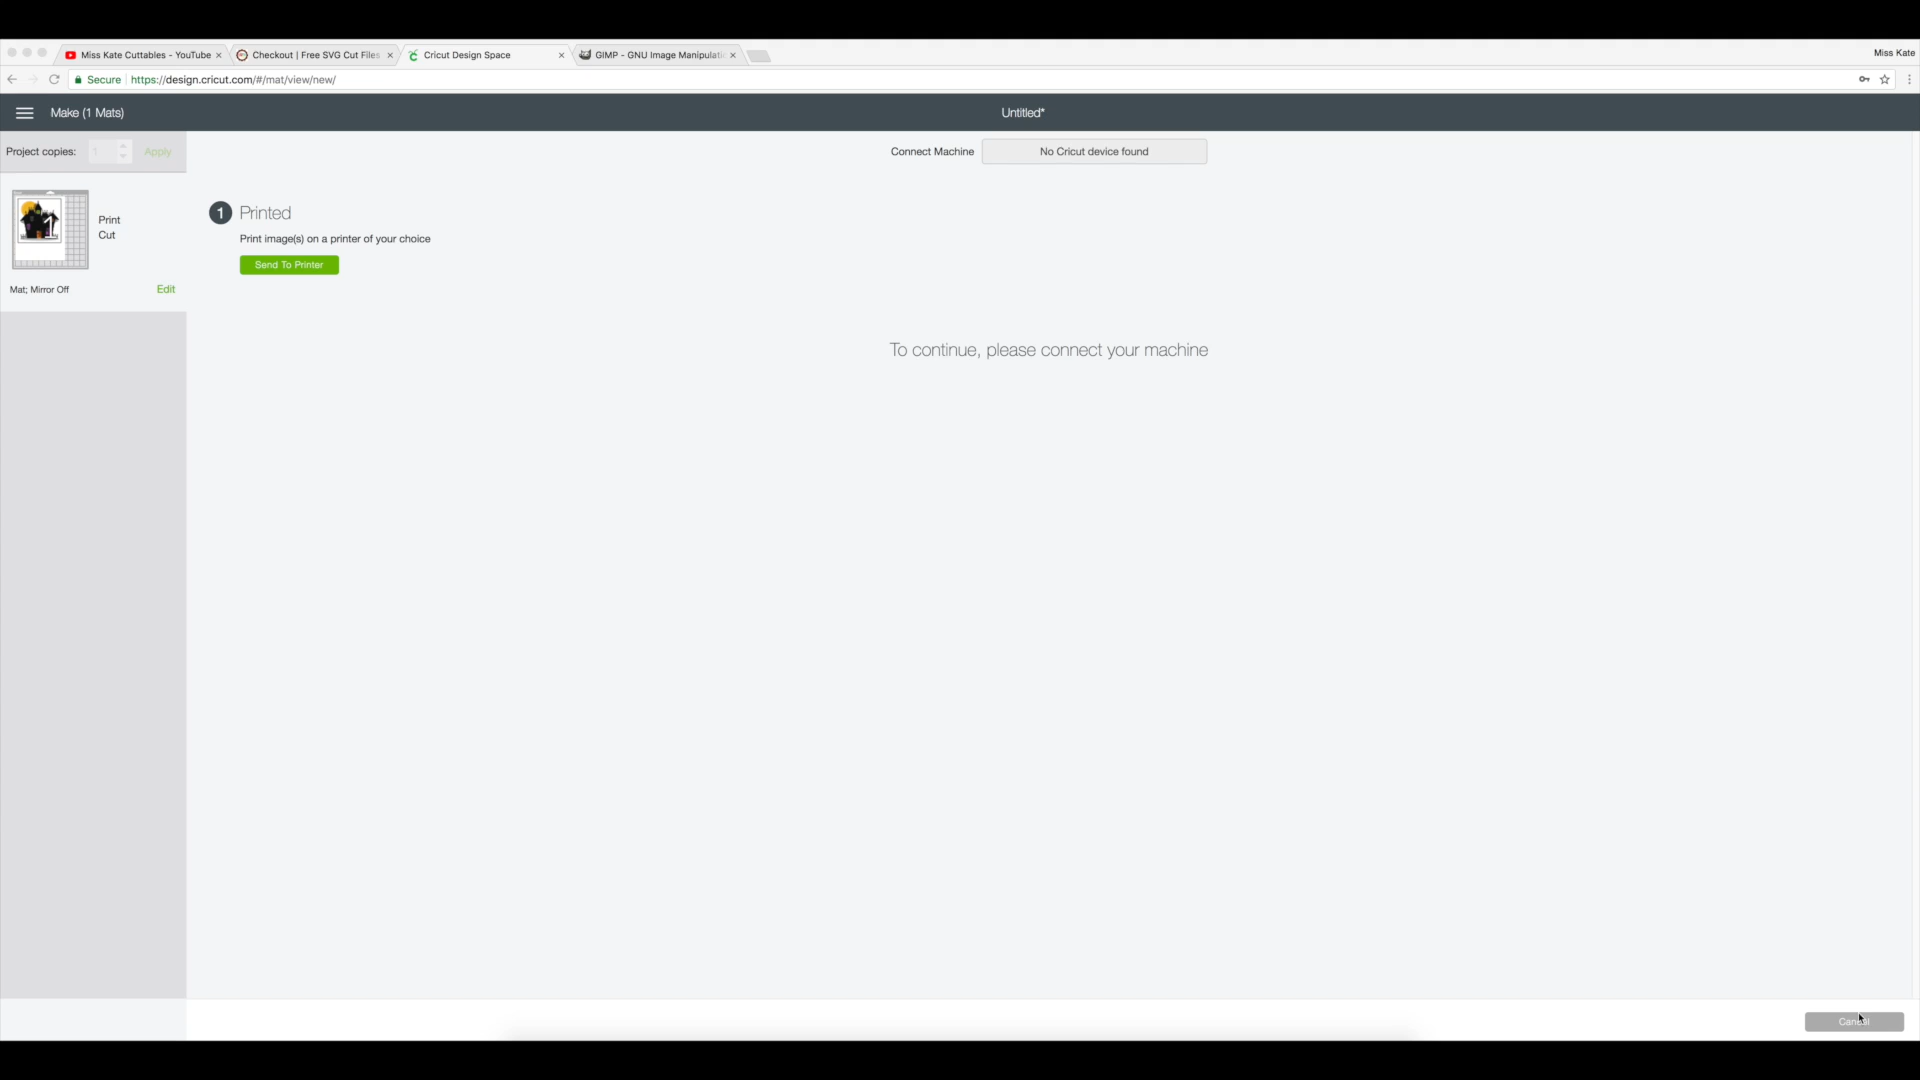 Miss Kate Cuttables - YouTube
Checkout | Free SVG Cut Files
Cricut Design Space
GIMP - GNU Image Manipulati
Miss Kate
Secure
https://design.cricut.com/#/mat/view/new/
Make (1 Mats)
Untitled*
Project copies:
1
Apply
Connect Machine
No Cricut device found
1
Print
Cut
Mat; Mirror Off
Edit
1
Printed
Print image(s) on a printer of your choice
Send To Printer
To continue, please connect your machine
Cancel